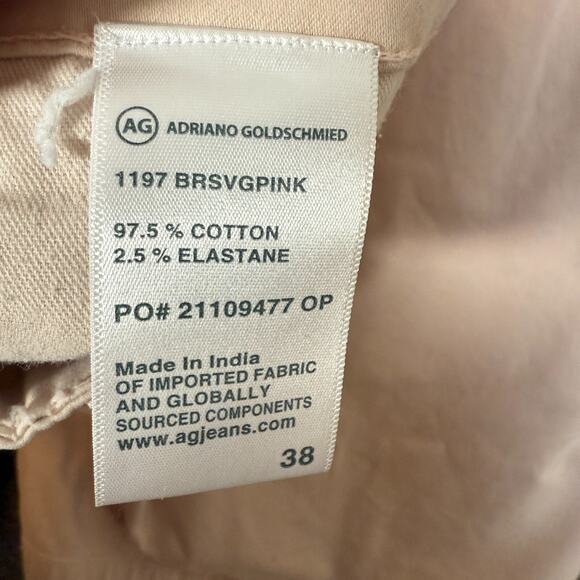 AG ADRIANO GOLDSCHMIED
1197 BRSVGPINK
97.5 % COTTON
2.5 % ELASTANE
PO# 21109477 OP
Made In India
OF IMPORTED FABRIC
AND GLOBALLY
SOURCED COMPONENTS
www.agjeans.com
38